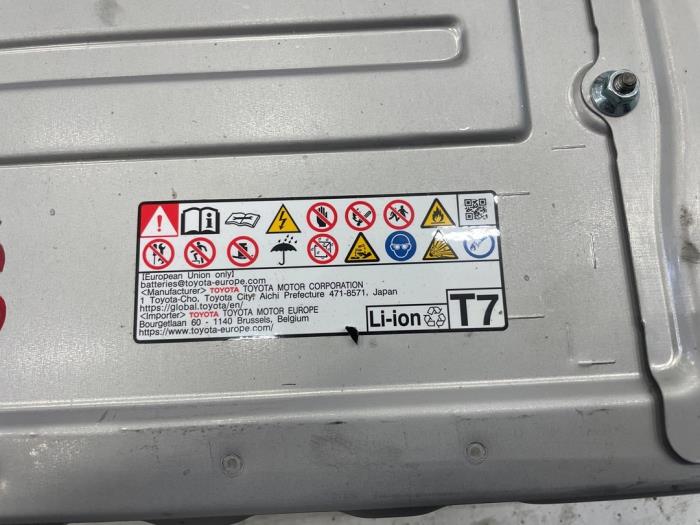 [European Union only]
batteries@toyota-europe.com
<Manufacturer> TOYOTA TOYOTA MOTOR CORPORATION
1 Toyota-Cho, Toyota City, Aichi Prefecture 471-8571, Japan
https://global.toyota/en/
<Importer> TOYOTA TOYOTA MOTOR EUROPE
Bourgetlaan 60 - 1140 Brussels, Belgium
https://www.toyota-europe.com/
Li-ion
T7